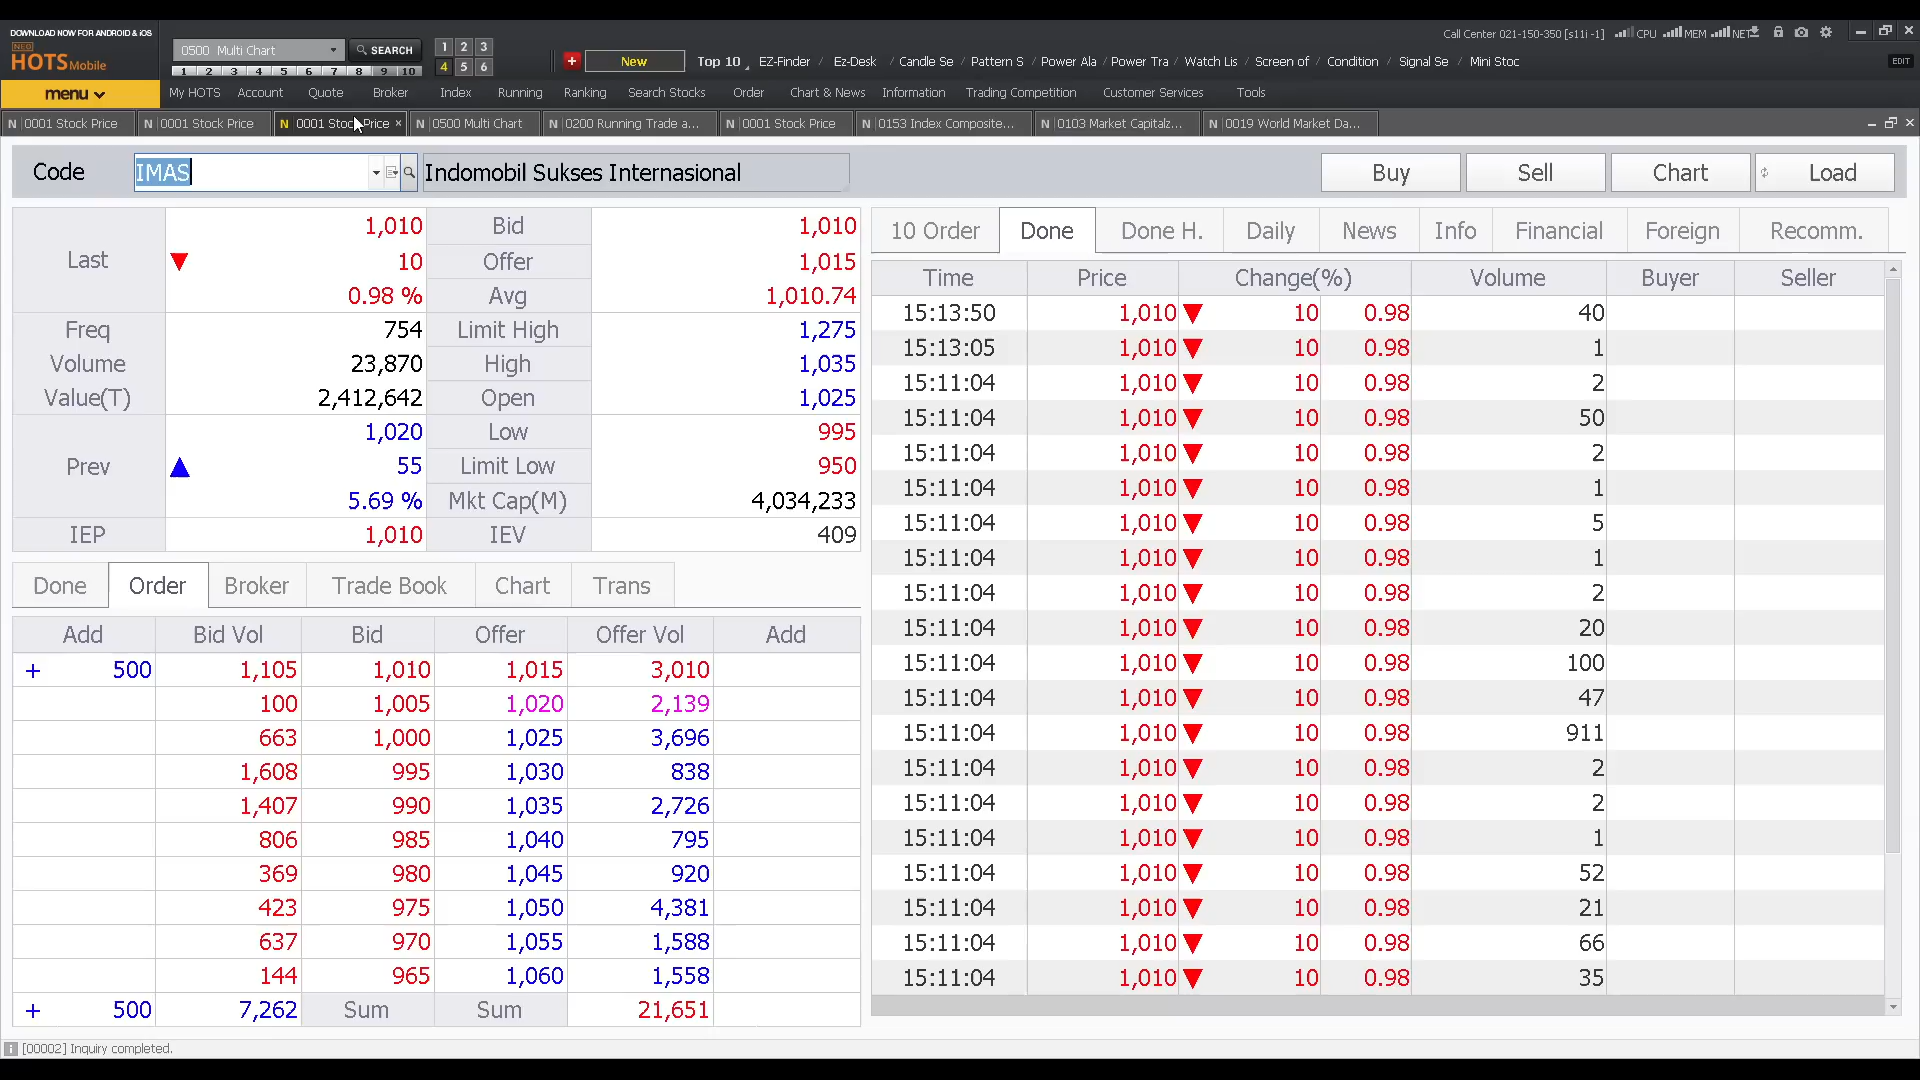 DOWNLOAD NOW FOR ANDROID & iOS
NEO
HOTS Mobile
0500 Multi Chart SEARCH 1 2 3 4 5 6
1 2 3 4 5 6 7 8 9 10
Call Center 021-150-350 [s11i -1] CPU MEM NET
New Top 10 EZ-Finder / Ez-Desk / Candle Se / Pattern S / Power Ala / Power Tra / Watch Lis / Screen of / Condition / Signal Se / Mini Stoc EDIT
menu My HOTS Account Quote Broker Index Running Ranking Search Stocks Order Chart & News Information Trading Competition Customer Services Tools
N 0001 Stock Price N 0001 Stock Price N 0001 Stock Price × N 0500 Multi Chart N 0200 Running Trade a... N 0001 Stock Price N 0153 Index Composite... N 0103 Market Capitalz... N 0019 World Market Da...
Code IMAS Indomobil Sukses Internasional Buy Sell Chart Load
Last 1,010 Bid 1,010
▼ 10 Offer 1,015
0.98 % Avg 1,010.74
Freq 754 Limit High 1,275
Volume 23,870 High 1,035
Value(T) 2,412,642 Open 1,025
Prev 1,020 Low 995
▲ 55 Limit Low 950
5.69 % Mkt Cap(M) 4,034,233
IEP 1,010 IEV 409
Done Order Broker Trade Book Chart Trans
Add Bid Vol Bid Offer Offer Vol Add
+ 500 1,105 1,010 1,015 3,010
100 1,005 1,020 2,139
663 1,000 1,025 3,696
1,608 995 1,030 838
1,407 990 1,035 2,726
806 985 1,040 795
369 980 1,045 920
423 975 1,050 4,381
637 970 1,055 1,588
144 965 1,060 1,558
+ 500 7,262 Sum Sum 21,651
10 Order Done Done H. Daily News Info Financial Foreign Recomm.
Time Price Change(%) Volume Buyer Seller
15:13:50 1,010 ▼ 10 0.98 40
15:13:05 1,010 ▼ 10 0.98 1
15:11:04 1,010 ▼ 10 0.98 2
15:11:04 1,010 ▼ 10 0.98 50
15:11:04 1,010 ▼ 10 0.98 2
15:11:04 1,010 ▼ 10 0.98 1
15:11:04 1,010 ▼ 10 0.98 5
15:11:04 1,010 ▼ 10 0.98 1
15:11:04 1,010 ▼ 10 0.98 2
15:11:04 1,010 ▼ 10 0.98 20
15:11:04 1,010 ▼ 10 0.98 100
15:11:04 1,010 ▼ 10 0.98 47
15:11:04 1,010 ▼ 10 0.98 911
15:11:04 1,010 ▼ 10 0.98 2
15:11:04 1,010 ▼ 10 0.98 2
15:11:04 1,010 ▼ 10 0.98 1
15:11:04 1,010 ▼ 10 0.98 52
15:11:04 1,010 ▼ 10 0.98 21
15:11:04 1,010 ▼ 10 0.98 66
15:11:04 1,010 ▼ 10 0.98 35
[00002] Inquiry completed.